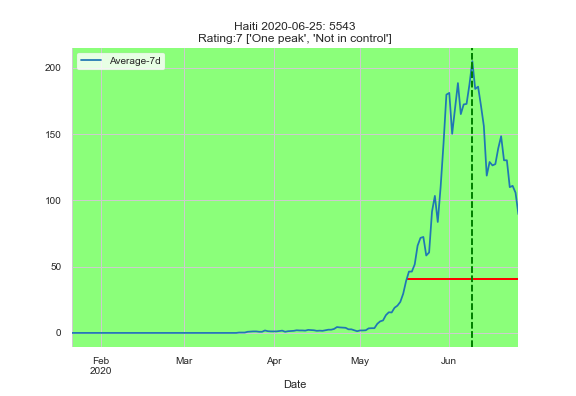 Haiti 2020-06-25: 5543
Rating:7 ['One peak', 'Not in control']
Average-7d
200
150
100
50
0
Feb
2020
Mar
Apr
May
Jun
Date